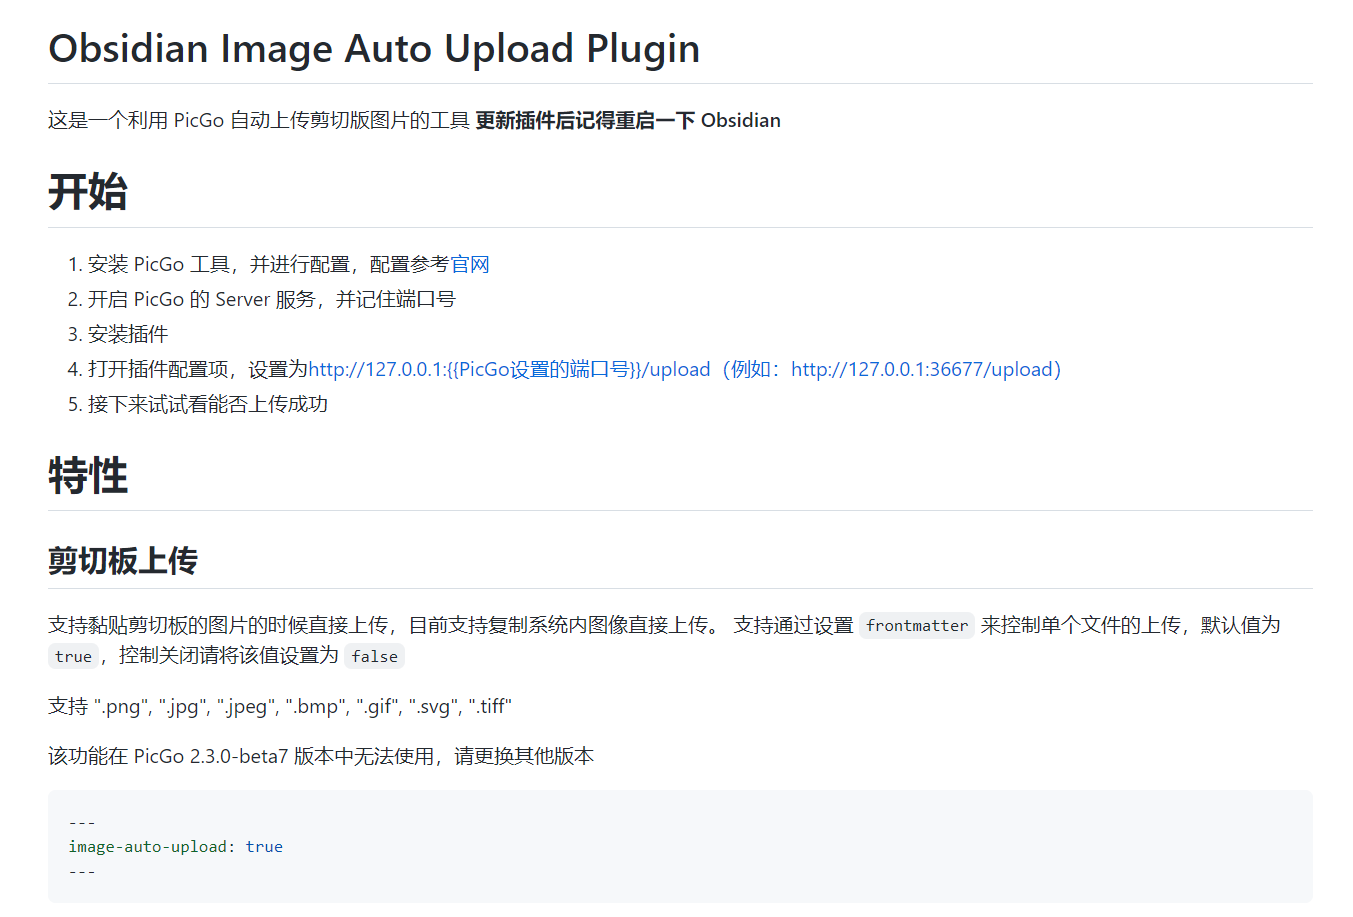 Obsidian Image Auto Upload Plugin
这是一个利用 PicGo 自动上传剪切版图片的工具 更新插件后记得重启一下 Obsidian
开始
1. 安装 PicGo 工具，并进行配置，配置参考官网
2. 开启 PicGo 的 Server 服务，并记住端口号
3. 安装插件
4. 打开插件配置项，设置为http://127.0.0.1:{{PicGo设置的端口号}}/upload（例如：http://127.0.0.1:36677/upload）
5. 接下来试试看能否上传成功
特性
剪切板上传
支持黏贴剪切板的图片的时候直接上传，目前支持复制系统内图像直接上传。 支持通过设置 frontmatter 来控制单个文件的上传，默认值为
true ，控制关闭请将该值设置为 false
支持 ".png", ".jpg", ".jpeg", ".bmp", ".gif", ".svg", ".tiff"
该功能在 PicGo 2.3.0-beta7 版本中无法使用，请更换其他版本
---
image-auto-upload: true
---